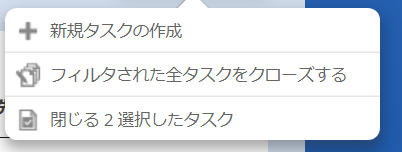 新規タスクの作成
フィルタされた全タスクをクローズする
閉じる 2 選択したタスク